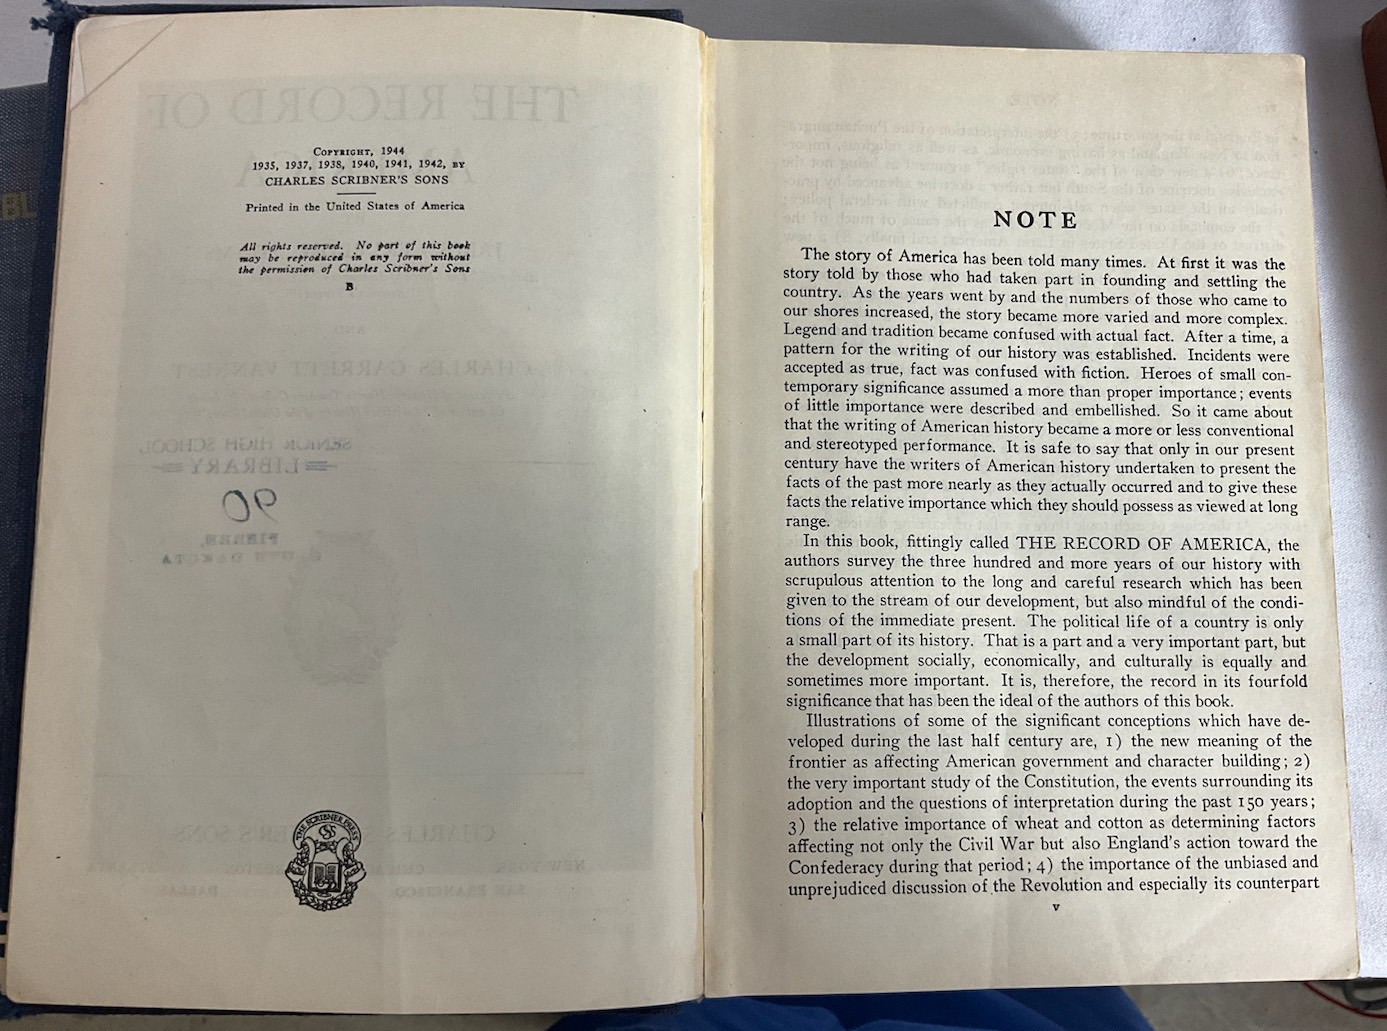 COPYRIGHT, 1944
1935, 1937, 1938, 1940, 1941, 1942, BY
CHARLES SCRIBNER'S SONS
Printed in the United States of America
All rights reserved. No part of this book
may be reproduced in any form without
the permission of Charles Scribner's Sons
B
THE RECORD OF
CHARLES GARRETT VANNEST
SENIOR HIGH SCHOOL
LIBRARY
90
PIERRE,
DAKOTA
THE SCRIBNER PRESS
CSS
NOTE
The story of America has been told many times. At first it was the
story told by those who had taken part in founding and settling the
country. As the years went by and the numbers of those who came to
our shores increased, the story became more varied and more complex.
Legend and tradition became confused with actual fact. After a time, a
pattern for the writing of our history was established. Incidents were
accepted as true, fact was confused with fiction. Heroes of small con-
temporary significance assumed a more than proper importance; events
of little importance were described and embellished. So it came about
that the writing of American history became a more or less conventional
and stereotyped performance. It is safe to say that only in our present
century have the writers of American history undertaken to present the
facts of the past more nearly as they actually occurred and to give these
facts the relative importance which they should possess as viewed at long
range.
In this book, fittingly called THE RECORD OF AMERICA, the
authors survey the three hundred and more years of our history with
scrupulous attention to the long and careful research which has been
given to the stream of our development, but also mindful of the condi-
tions of the immediate present. The political life of a country is only
a small part of its history. That is a part and a very important part, but
the development socially, economically, and culturally is equally and
sometimes more important. It is, therefore, the record in its fourfold
significance that has been the ideal of the authors of this book.
Illustrations of some of the significant conceptions which have de-
veloped during the last half century are, 1) the new meaning of the
frontier as affecting American government and character building; 2)
the very important study of the Constitution, the events surrounding its
adoption and the questions of interpretation during the past 150 years;
3) the relative importance of wheat and cotton as determining factors
affecting not only the Civil War but also England's action toward the
Confederacy during that period; 4) the importance of the unbiased and
unprejudiced discussion of the Revolution and especially its counterpart
v